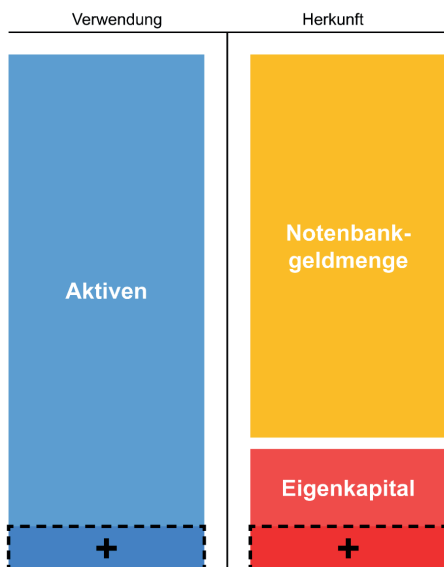 Verwendung Herkunft
Aktiven
Notenbank-
geldmenge
Eigenkapital
+ +